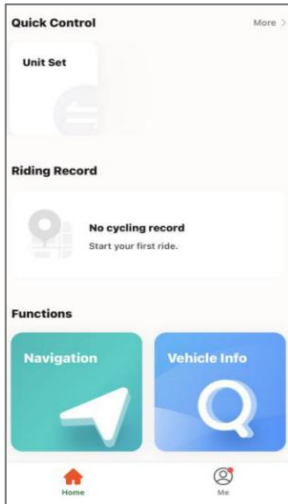 Quick Control More >
Unit Set
Riding Record
No cycling record
Start your first ride.
Functions
Navigation Vehicle Info
Home Me